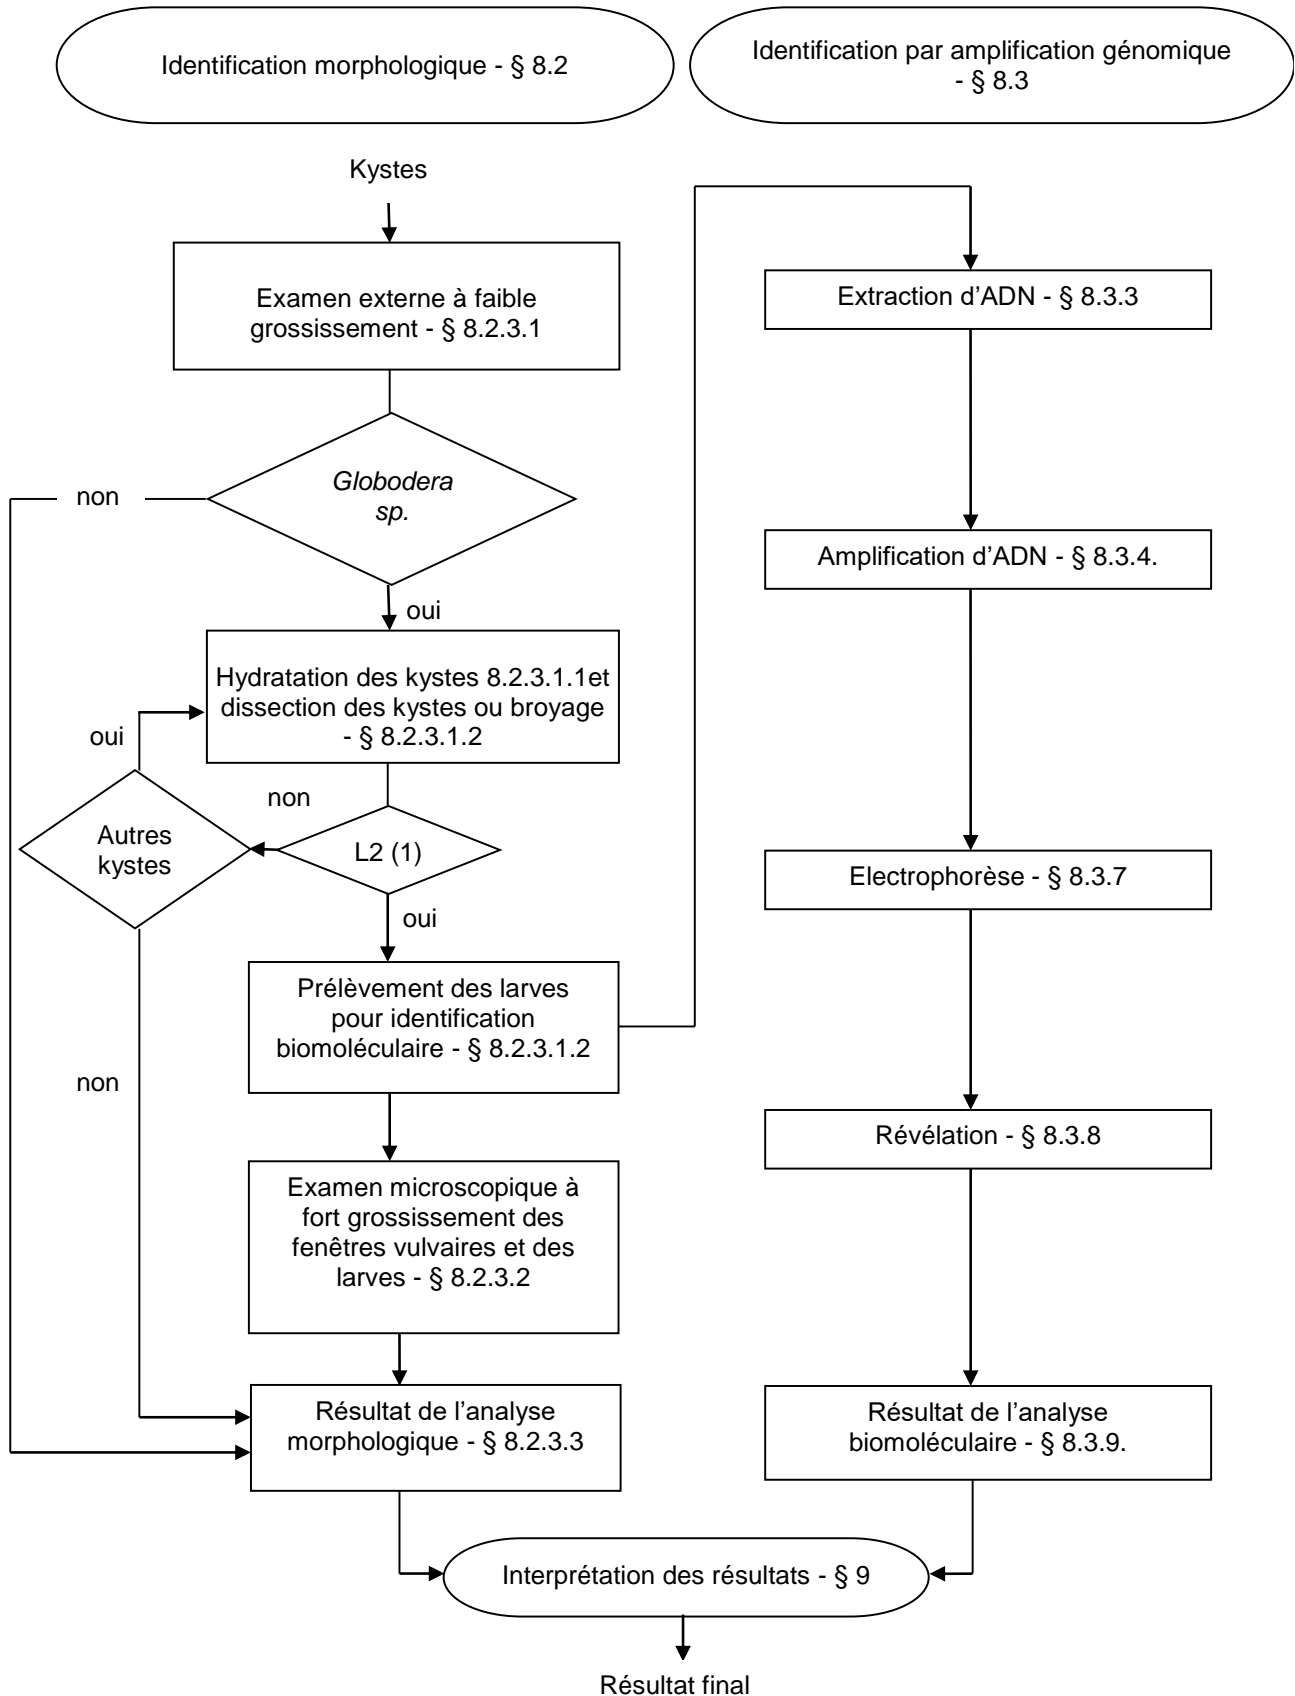 Identification morphologique - § 8.2
Identification par amplification génomique
- § 8.3
Kystes
Examen externe à faible
grossissement - § 8.2.3.1
Globodera
sp.
non
oui
Hydratation des kystes 8.2.3.1.1et
dissection des kystes ou broyage
- § 8.2.3.1.2
oui
non
Autres
kystes
L2 (1)
oui
Prélèvement des larves
pour identification
biomoléculaire - § 8.2.3.1.2
non
Examen microscopique à
fort grossissement des
fenêtres vulvaires et des
larves - § 8.2.3.2
Résultat de l’analyse
morphologique - § 8.2.3.3
Extraction d’ADN - § 8.3.3
Amplification d’ADN - § 8.3.4.
Electrophorèse - § 8.3.7
Révélation - § 8.3.8
Résultat de l’analyse
biomoléculaire - § 8.3.9.
Interprétation des résultats - § 9
Résultat final